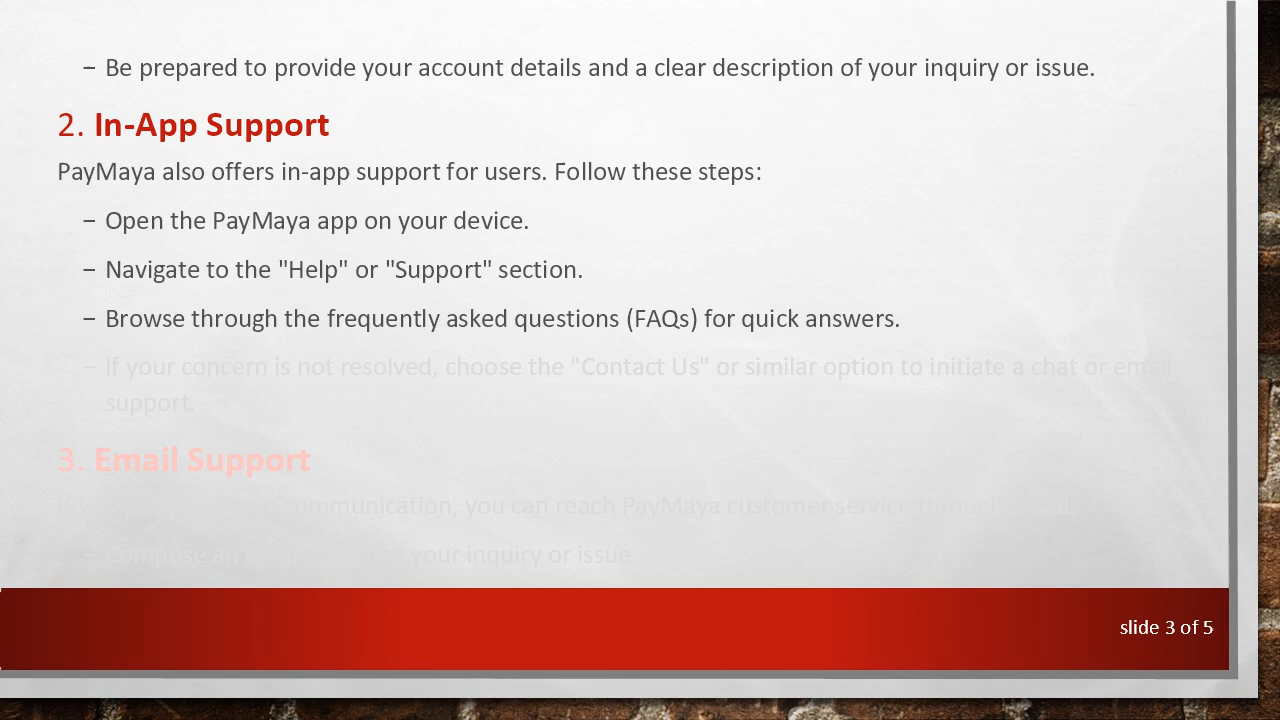 – Be prepared to provide your account details and a clear description of your inquiry or issue.
2. In-App Support
PayMaya also offers in-app support for users. Follow these steps:
– Open the PayMaya app on your device.
– Navigate to the "Help" or "Support" section.
– Browse through the frequently asked questions (FAQs) for quick answers.
– If your concern is not resolved, choose the "Contact Us" or similar option to initiate a chat or email
support.
3. Email Support
communication, you can reach PayMaya customer service through
– Compose an your inquiry or issue.
slide 3 of 5